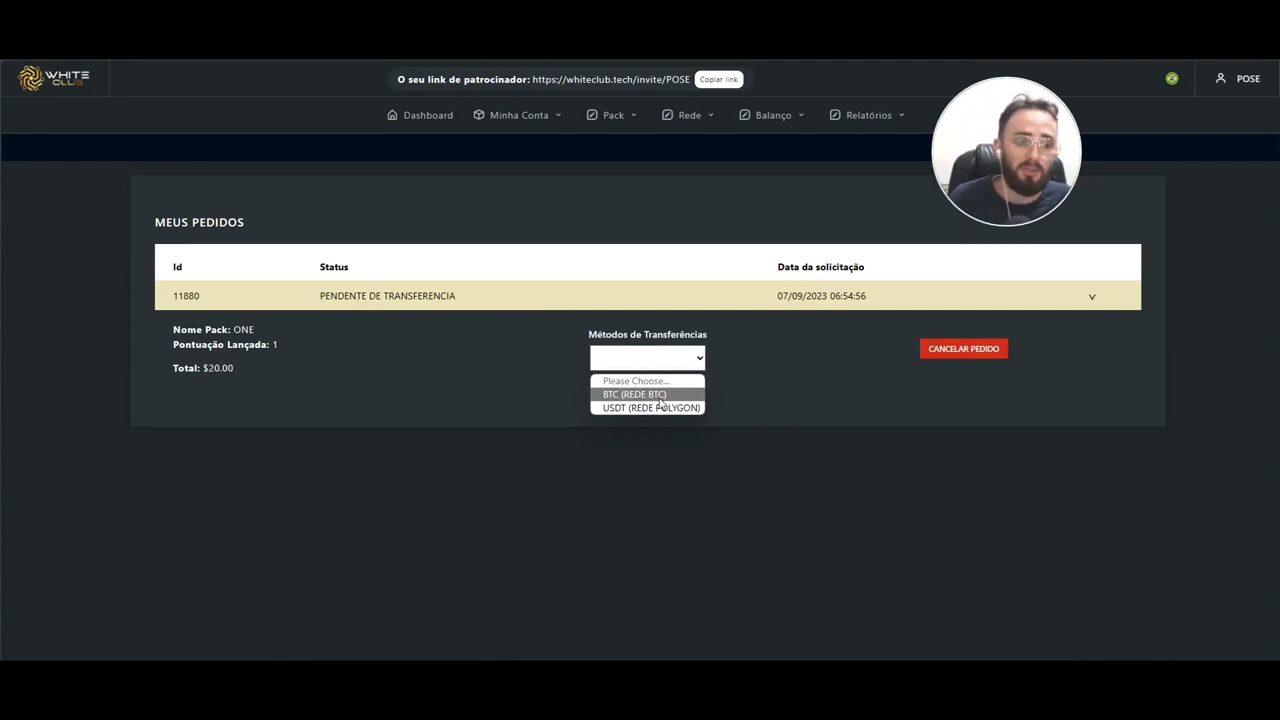 WHITE CLUB
O seu link de patrocinador: https://whiteclub.tech/invite/POSE Copiar link
POSE
Dashboard Minha Conta Pack Rede Balanço Relatórios
MEUS PEDIDOS
Id Status Data da solicitação
11880 PENDENTE DE TRANSFERENCIA 07/09/2023 06:54:56 v
Nome Pack: ONE
Pontuação Lançada: 1
Total: $20.00
Métodos de Transferências
Please Choose...
BTC (REDE BTC)
USDT (REDE POLYGON)
CANCELAR PEDIDO